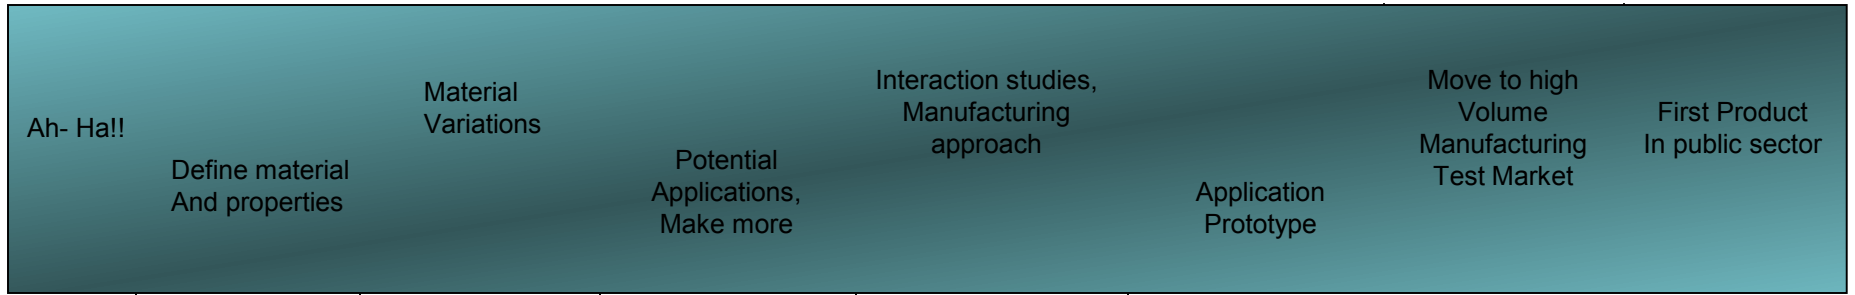 Ah- Ha!!
Define material
And properties
Material
Variations
Potential
Applications,
Make more
Interaction studies,
Manufacturing
approach
Application
Prototype
Move to high
Volume
Manufacturing
Test Market
First Product
In public sector